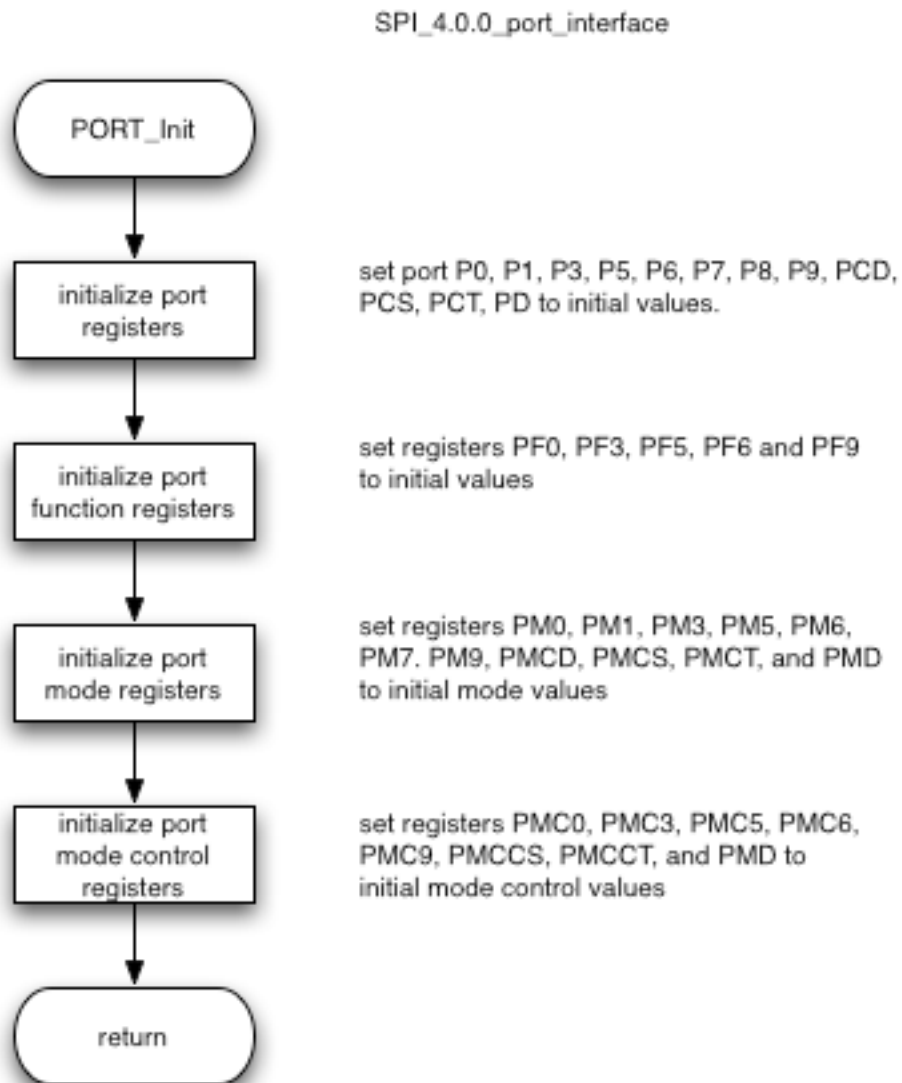 SPI_4.0.0_port_interface
PORT_Init
initialize port
registers
set port P0, P1, P3, P5, P6, P7, P8, P9, PCD,
PCS, PCT, PD to initial values.
initialize port
function registers
set registers PF0, PF3, PF5, PF6 and PF9
to initial values
initialize port
mode registers
set registers PM0, PM1, PM3, PM5, PM6,
PM7. PM9, PMCD, PMCS, PMCT, and PMD
to initial mode values
initialize port
mode control
registers
set registers PMC0, PMC3, PMC5, PMC6,
PMC9, PMCCS, PMCCT, and PMD to
initial mode control values
return